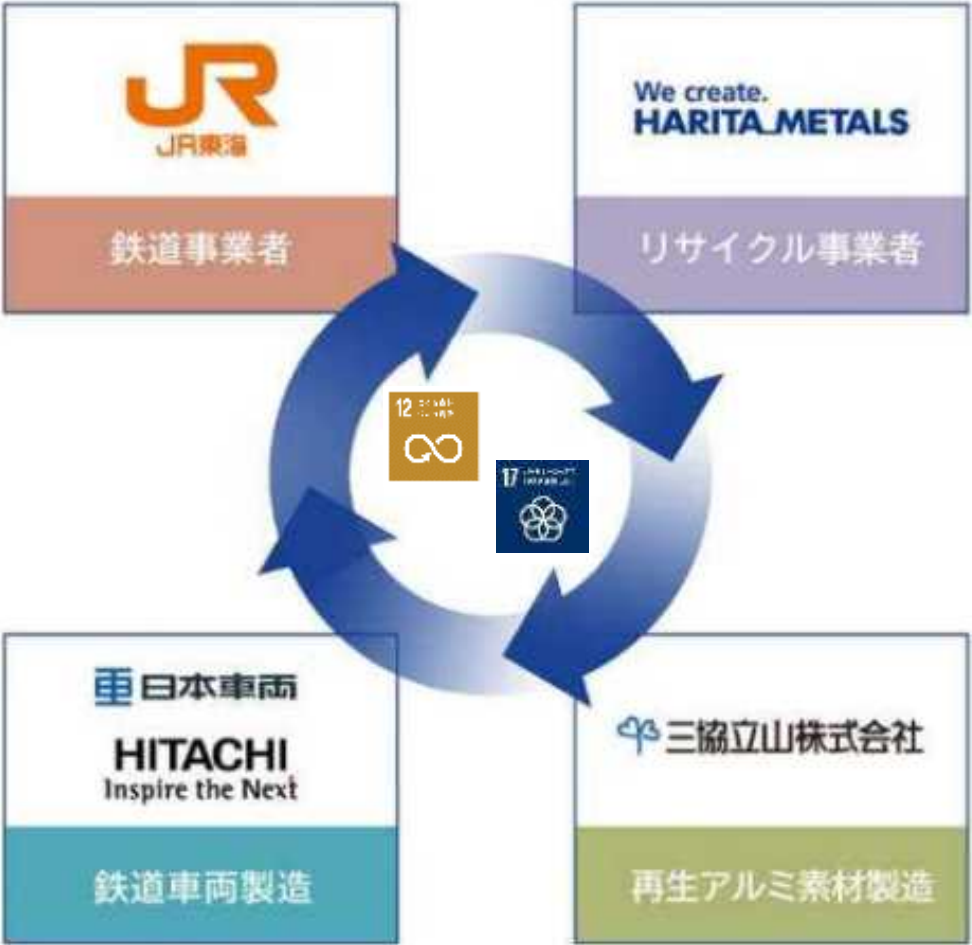 JR
JR東海
鉄道事業者
We create.
HARITA METALS
リサイクル事業者
12
17
日本車両
HITACHI
Inspire the Next
鉄道車両製造
三協立山株式会社
再生アルミ素材製造